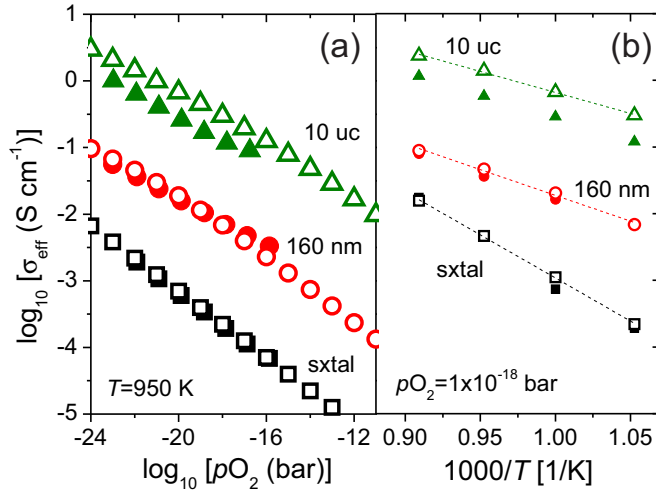 (a)
(b)
10 uc
160 nm
sxtal
T=950 K
log₁₀ [σeff (S cm⁻¹)]
0
-1
-2
-3
-4
-5
-24 -20 -16 -12
log₁₀ [pO₂ (bar)]
10 uc
160 nm
sxtal
pO₂=1x10⁻¹⁸ bar
0.90 0.95 1.00 1.05
1000/T [1/K]